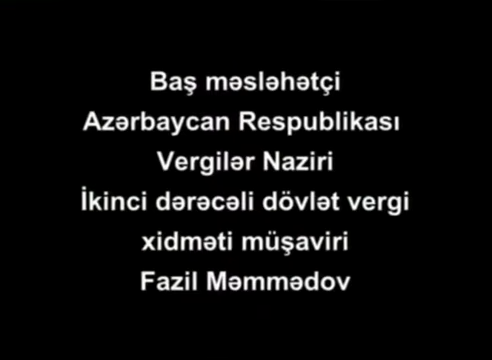 Baş məsləhətçi
Azərbaycan Respublikası
Vergilər Naziri
İkinci dərəcəli dövlət vergi
xidməti müşaviri
Fazil Məmmədov